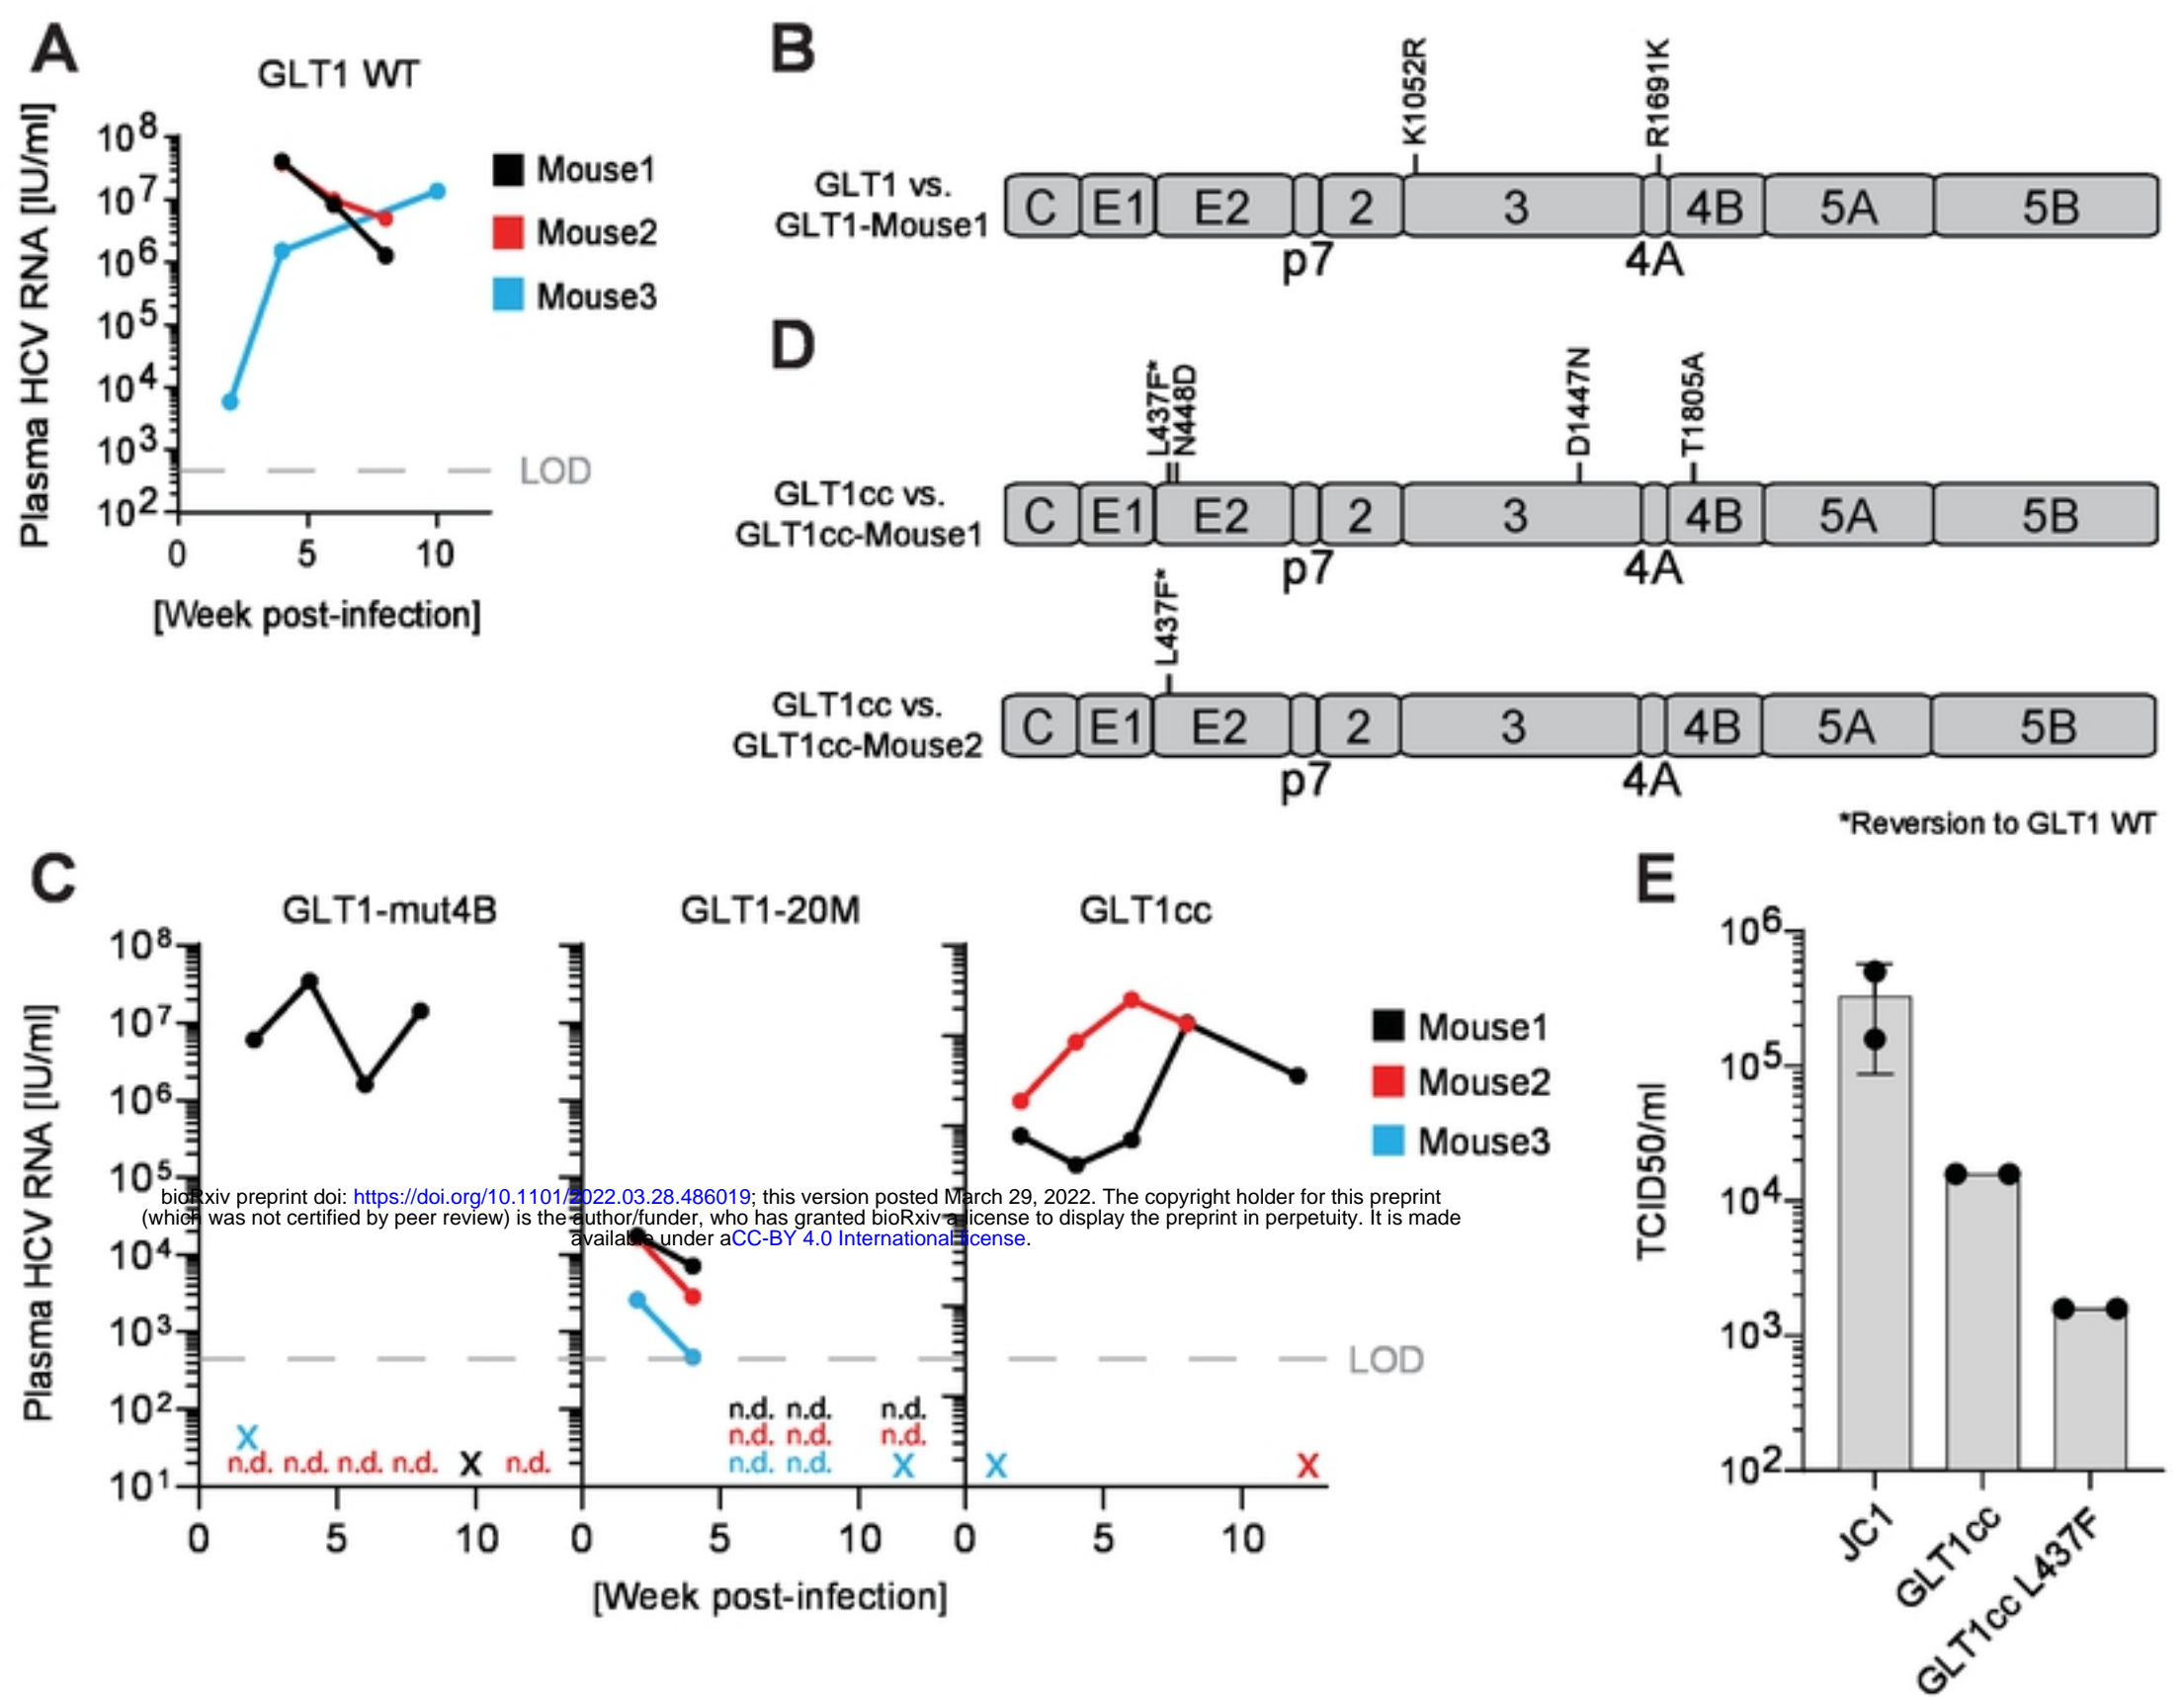 A
GLT1 WT
Plasma HCV RNA [IU/ml]
10^8
10^7
10^6
10^5
10^4
10^3
10^2
LOD
0 5 10
[Week post-infection]
Mouse1
Mouse2
Mouse3
B
K1052R
R1691K
GLT1 vs.
GLT1-Mouse1
C E1 E2 2 3 4B 5A 5B
p7 4A
D
L437F*
N448D
D1447N
T1805A
GLT1cc vs.
GLT1cc-Mouse1
C E1 E2 2 3 4B 5A 5B
p7 4A
L437F*
GLT1cc vs.
GLT1cc-Mouse2
C E1 E2 2 3 4B 5A 5B
p7 4A
*Reversion to GLT1 WT
C
GLT1-mut4B GLT1-20M GLT1cc
Plasma HCV RNA [IU/ml]
10^8
10^7
10^6
10^5
10^4
10^3
10^2
10^1
Mouse1
Mouse2
Mouse3
bioRxiv preprint doi: https://doi.org/10.1101/2022.03.28.486019; this version posted March 29, 2022. The copyright holder for this preprint
(which was not certified by peer review) is the author/funder, who has granted bioRxiv a license to display the preprint in perpetuity. It is made
available under aCC-BY 4.0 International license.
LOD
n.d. n.d. n.d.
n.d. n.d. n.d.
n.d. n.d. X
X
n.d. n.d. n.d. n.d. X n.d.
X X
0 5 10 0 5 10 0 5 10
[Week post-infection]
E
TCID50/ml
10^6
10^5
10^4
10^3
10^2
JC1
GLT1cc
GLT1cc L437F